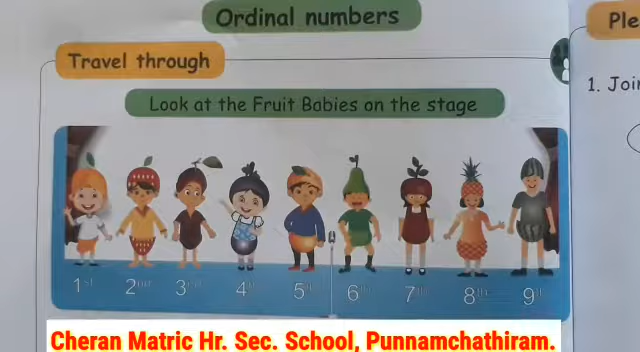 Ordinal numbers
Travel through
Look at the Fruit Babies on the stage
1st 2nd 3rd 4th 5th 6th 7th 8th 9th
Cheran Matric Hr. Sec. School, Punnamchathiram.
1.